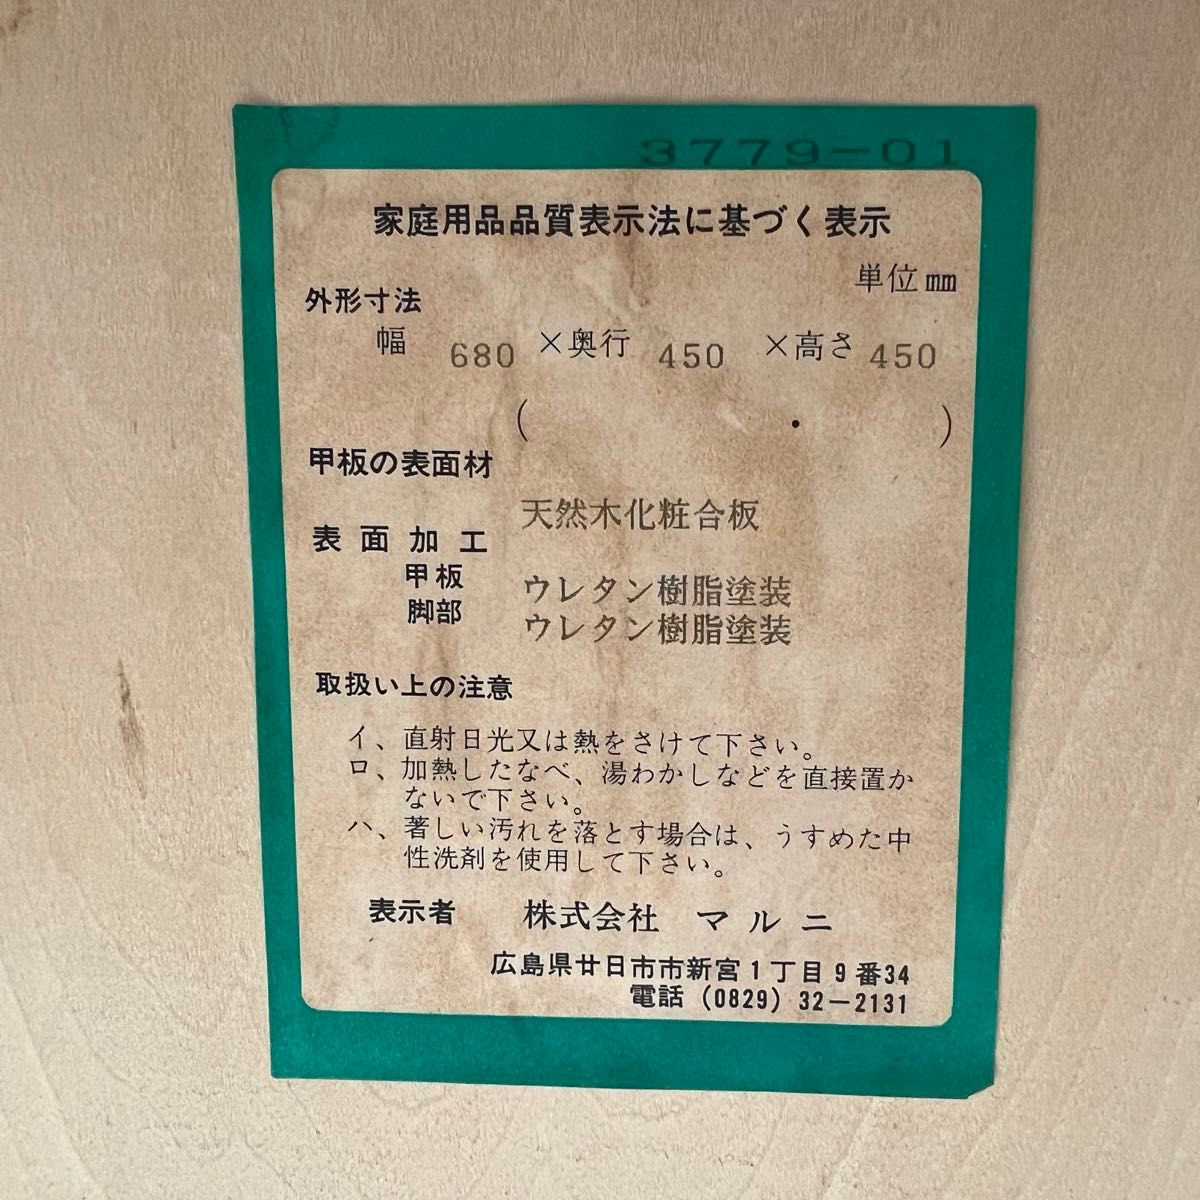 3779-01
家庭用品品質表示法に基づく表示
単位㎜
外形寸法
幅 680 ×奥行 450 ×高さ 450
( ・ )
甲板の表面材
天然木化粧合板
表面加工
甲板 ウレタン樹脂塗装
脚部 ウレタン樹脂塗装
取扱い上の注意
イ、直射日光又は熱をさけて下さい。
ロ、加熱したなべ、湯わかしなどを直接置か
ないで下さい。
ハ、著しい汚れを落とす場合は、うすめた中
性洗剤を使用して下さい。
表示者 株式会社 マルニ
広島県廿日市市新宮1丁目9番34
電話 (0829) 32-2131